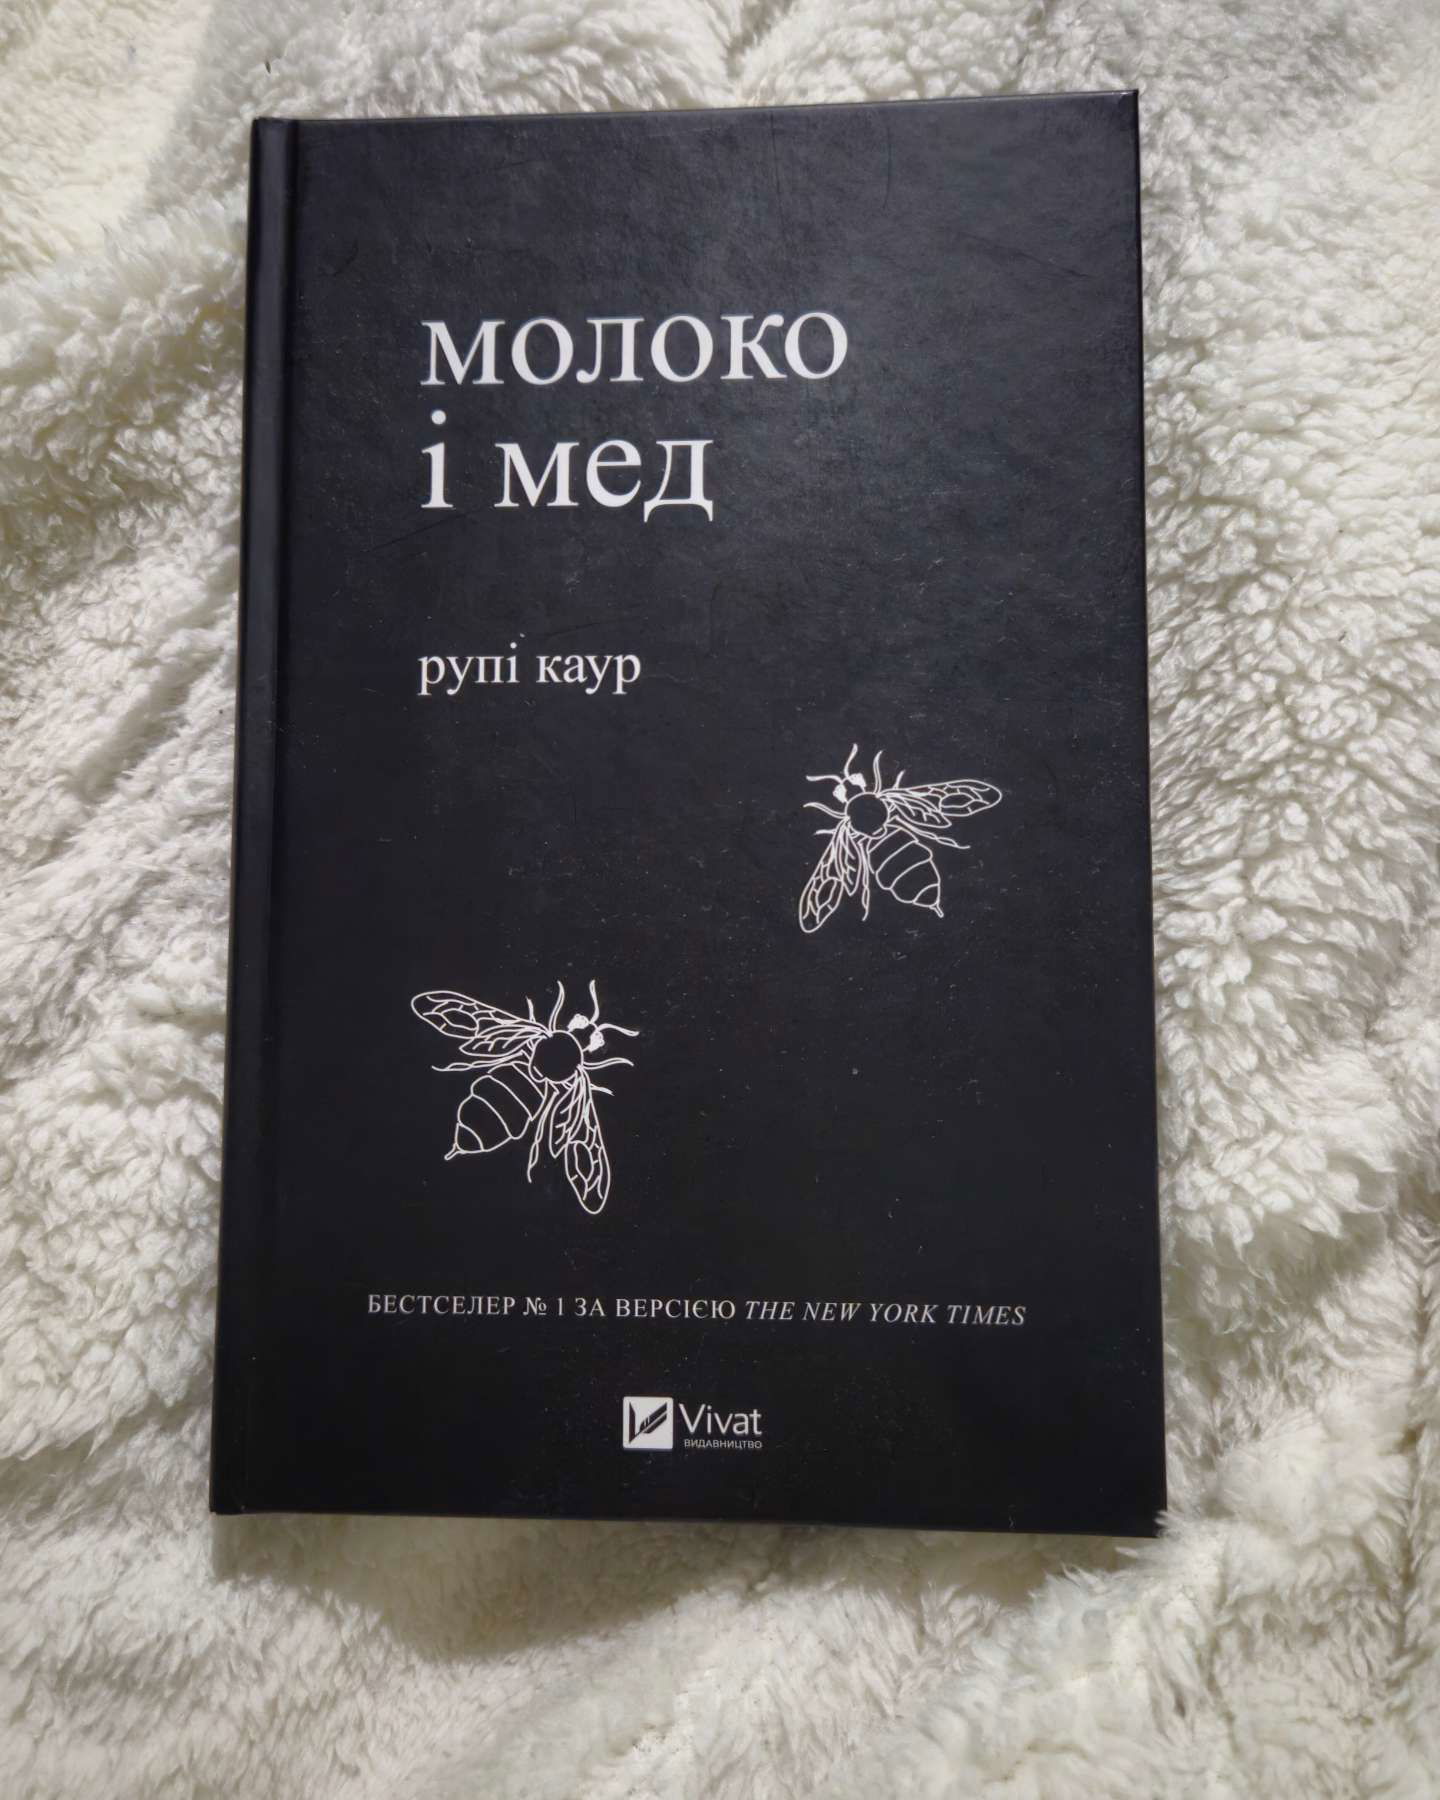 молоко
і мед
рупі каур
БЕСТСЕЛЕР № 1 ЗА ВЕРСІЄЮ THE NEW YORK TIMES
Vivat
ВИДАВНИЦТВО